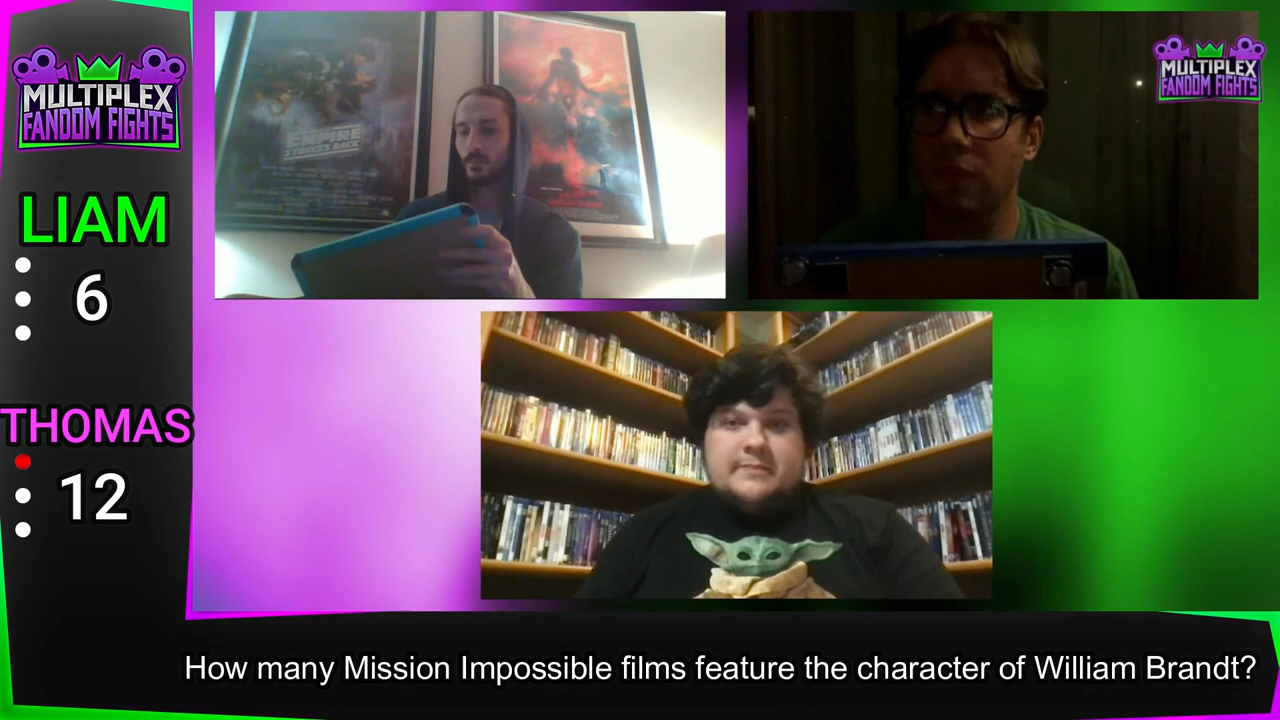 MULTIPLEX
FANDOM FIGHTS
LIAM
6
THOMAS
12
EMPIRE
STRIKES BACK
MULTIPLEX
FANDOM FIGHTS
How many Mission Impossible films feature the character of William Brandt?